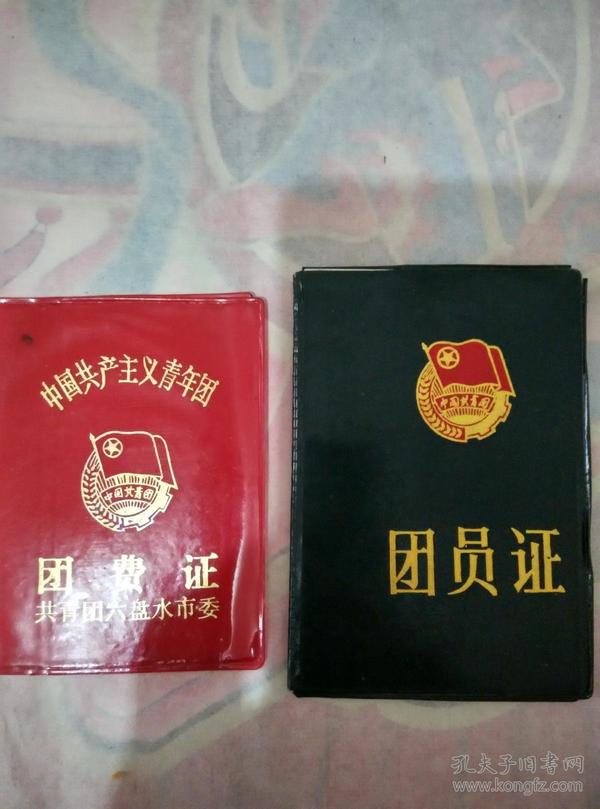 中国共产主义青年团
中国共青团
团费证
共青团六盘水市委
中国共青团
团员证
孔夫子旧书网
www.kongfz.com